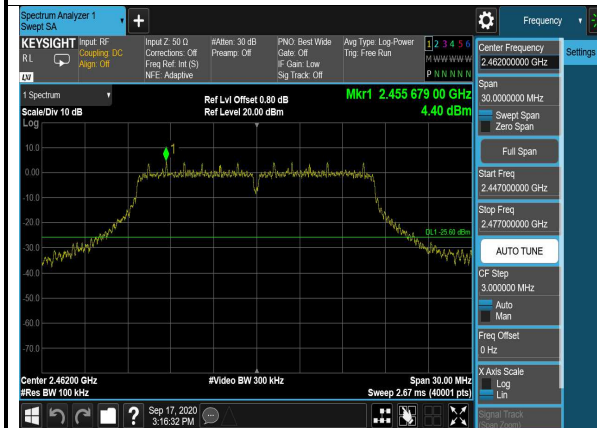 Spectrum Analyzer 1
Swept SA
+
Frequency
KEYSIGHT
RL
LXI
Input: RF
Coupling: DC
Align: Off
Input Z: 50 Ω
Corrections: Off
Freq Ref: Int (S)
NFE: Adaptive
#Atten: 30 dB
Preamp: Off
PNO: Best Wide
Gate: Off
IF Gain: Low
Sig Track: Off
Avg Type: Log-Power
Trig: Free Run
1 2 3 4 5 6
M W W W W W
P N N N N N
1 Spectrum
Scale/Div 10 dB
Ref Lvl Offset 0.80 dB
Ref Level 20.00 dBm
Mkr1 2.455 679 00 GHz
4.40 dBm
Log
10.0
0.00
-10.0
-20.0
-30.0
-40.0
-50.0
-60.0
-70.0
1
DL1 -25.60 dBm
Center 2.46200 GHz
#Res BW 100 kHz
#Video BW 300 kHz
Span 30.00 MHz
Sweep 2.67 ms (40001 pts)
Sep 17, 2020
3:16:32 PM
?
Center Frequency
2.462000000 GHz
Settings
Span
30.0000000 MHz
Swept Span
Zero Span
Full Span
Start Freq
2.447000000 GHz
Stop Freq
2.477000000 GHz
AUTO TUNE
CF Step
3.000000 MHz
Auto
Man
Freq Offset
0 Hz
X Axis Scale
Log
Lin
Signal Track
(Span Zoom)